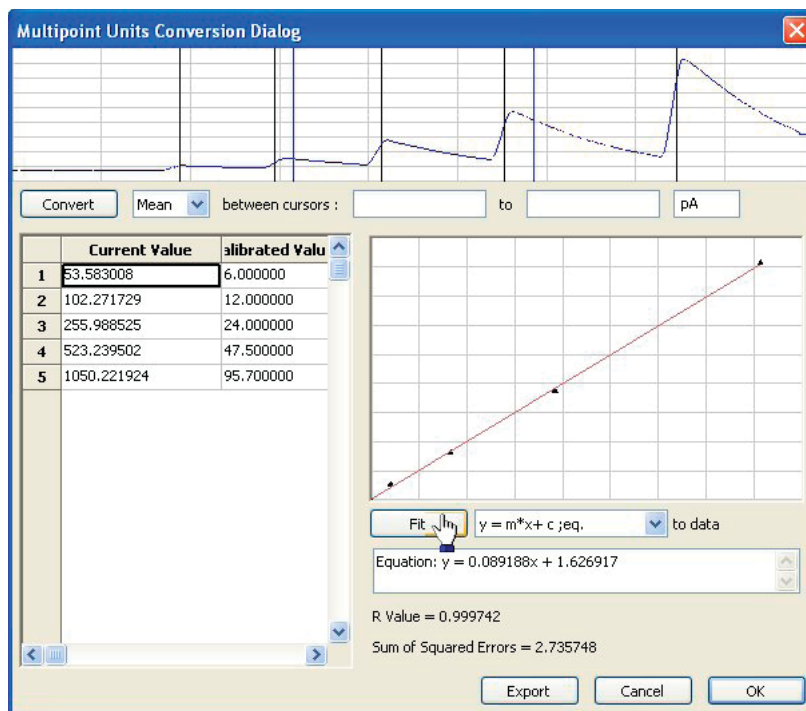 Multipoint Units Conversion Dialog
Convert Mean between cursors : to pA
Current Value alibrated Valu
1 53.583008 6.000000
2 102.271729 12.000000
3 255.988525 24.000000
4 523.239502 47.500000
5 1050.221924 95.700000
Fit y = m*x+ c ;eq. to data
Equation: y = 0.089188x + 1.626917
R Value = 0.999742
Sum of Squared Errors = 2.735748
Export Cancel OK